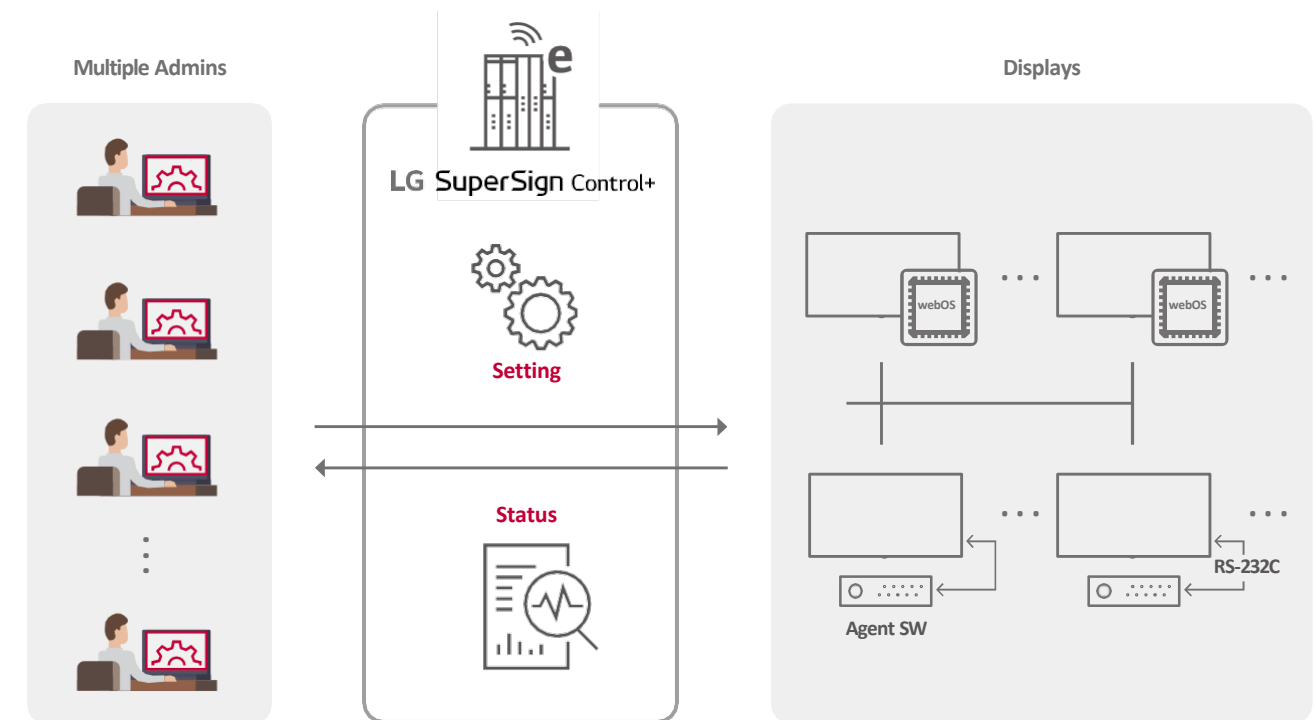 Multiple Admins
e
LG SuperSign Control+
Setting
Status
Displays
webOS
webOS
RS-232C
Agent SW